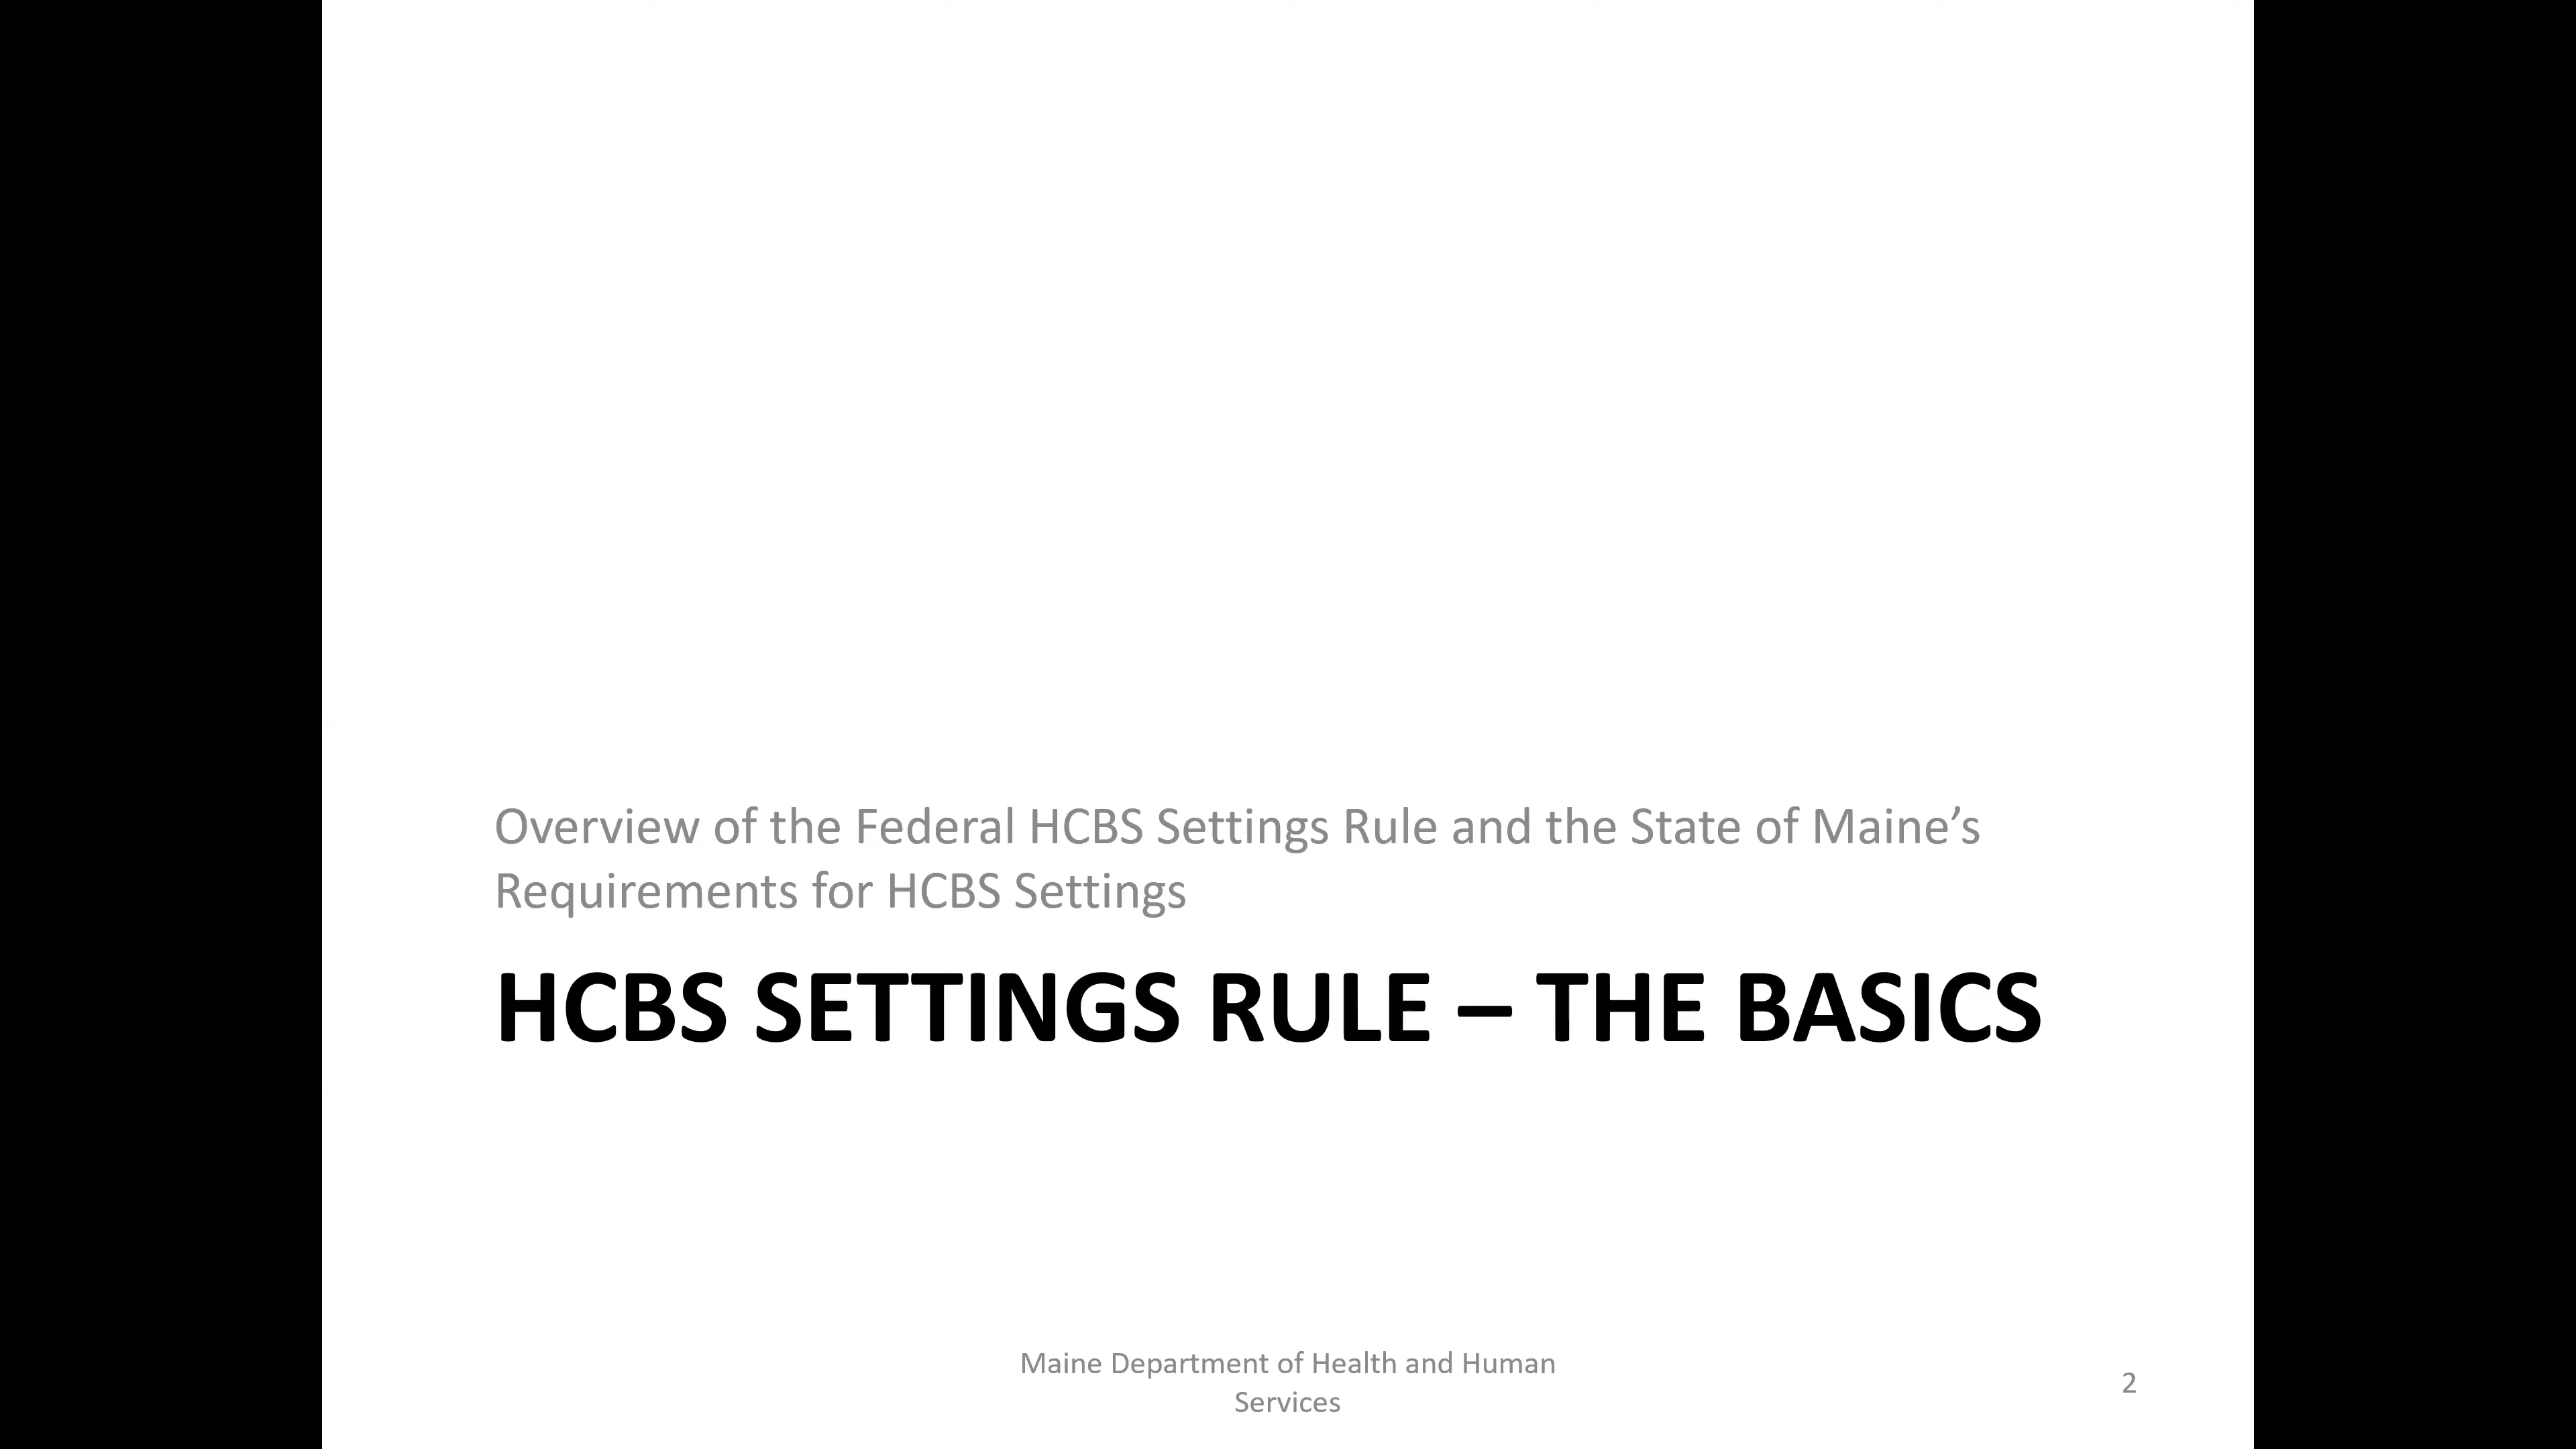 Overview of the Federal HCBS Settings Rule and the State of Maine’s
Requirements for HCBS Settings
HCBS SETTINGS RULE – THE BASICS
Maine Department of Health and Human
Services
2